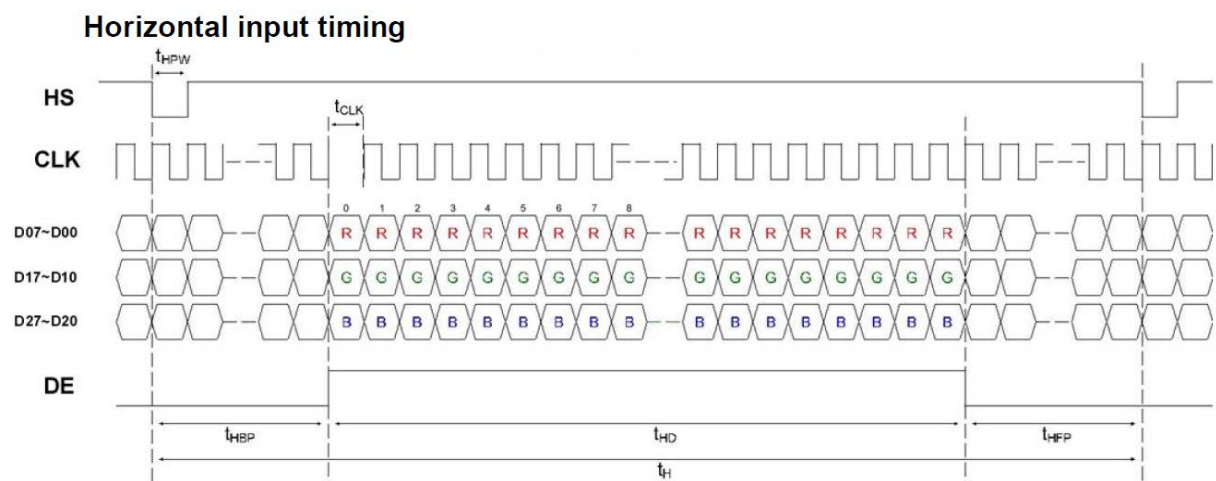 Horizontal input timing
tHPW
HS
tCLK
CLK
0 1 2 3 4 5 6 7 8
D07~D00 R R R R R R R R R R R R R R R R R
D17~D10 G G G G G G G G G G G G G G G G G
D27~D20 B B B B B B B B B B B B B B B B B
DE
tHBP tHD tHFP
tH